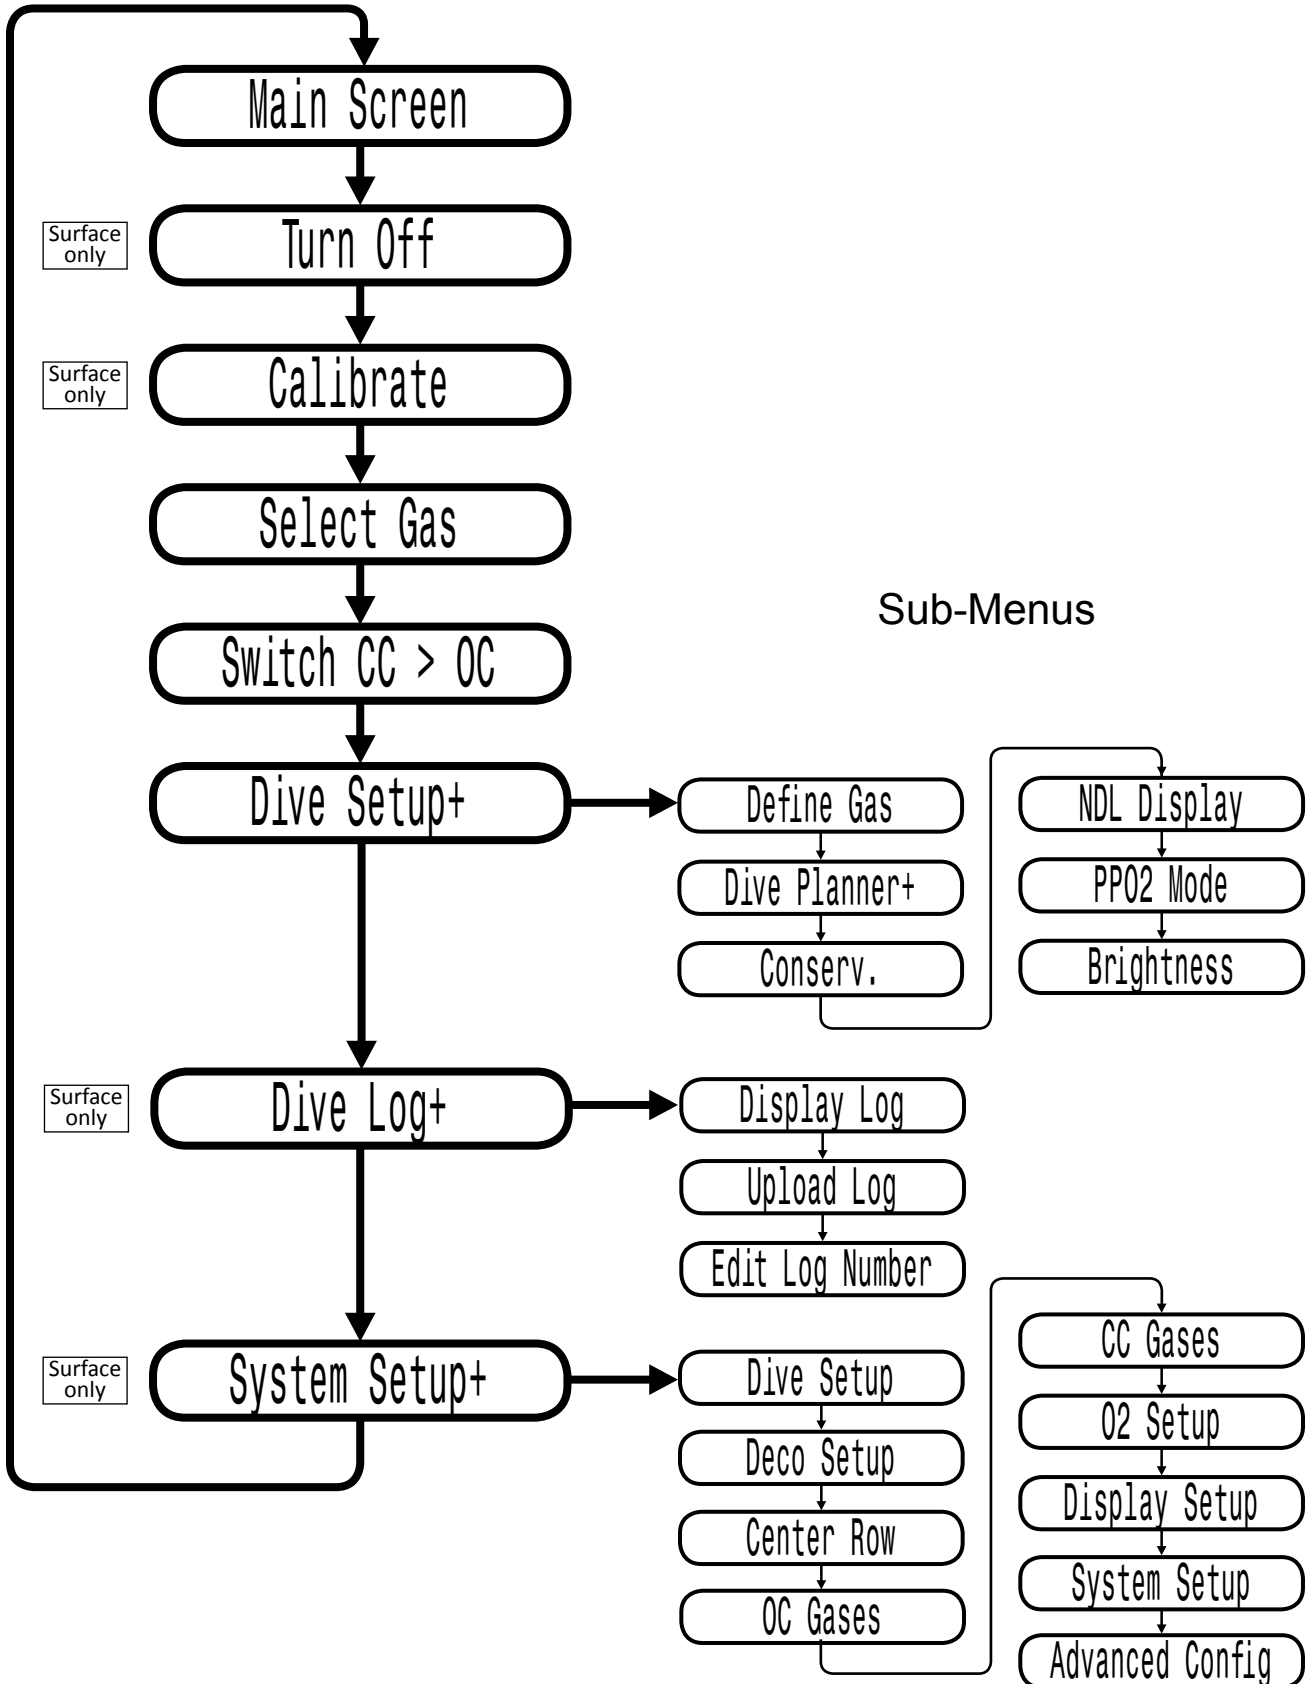 Main Screen
Surface
only
Turn Off
Surface
only
Calibrate
Select Gas
Switch CC > OC
Sub-Menus
Dive Setup+
Define Gas
Dive Planner+
Conserv.
NDL Display
PPO2 Mode
Brightness
Surface
only
Dive Log+
Display Log
Upload Log
Edit Log Number
Surface
only
System Setup+
Dive Setup
Deco Setup
Center Row
OC Gases
CC Gases
O2 Setup
Display Setup
System Setup
Advanced Config